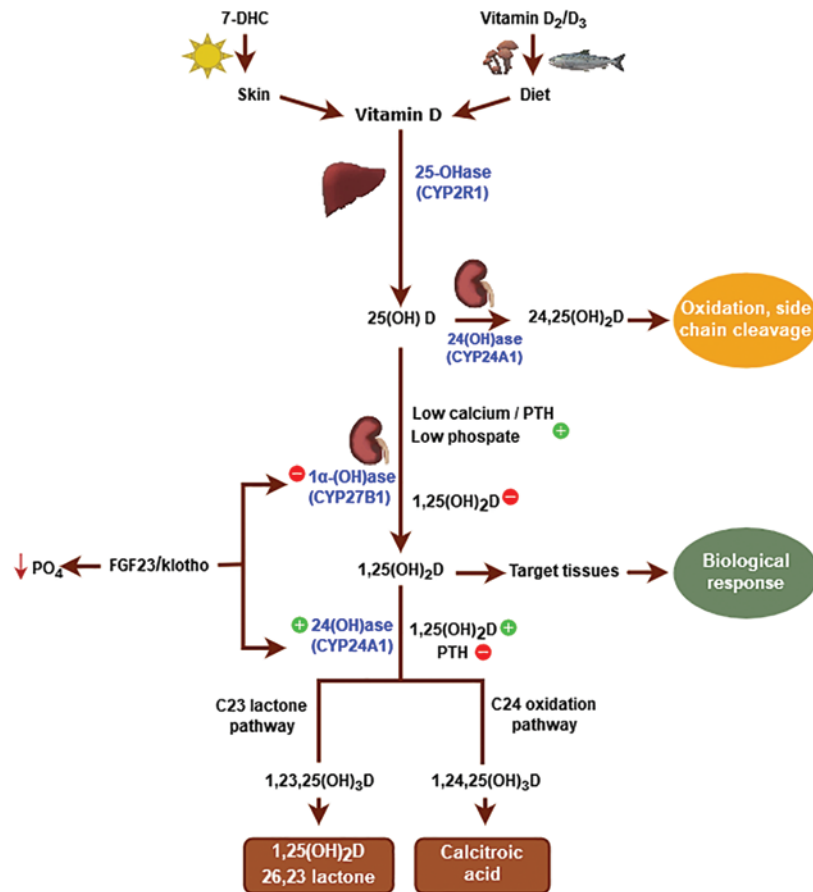 7-DHC
Vitamin D2/D3
Skin
Diet
Vitamin D
25-OHase
(CYP2R1)
25(OH) D
24(OH)ase
(CYP24A1)
24,25(OH)2D
Oxidation, side
chain cleavage
Low calcium / PTH
Low phospate
+
− 1α-(OH)ase
(CYP27B1)
1,25(OH)2D −
↓ PO4
FGF23/klotho
1,25(OH)2D
Target tissues
Biological
response
+ 24(OH)ase
(CYP24A1)
1,25(OH)2D +
PTH −
C23 lactone
pathway
C24 oxidation
pathway
1,23,25(OH)3D
1,24,25(OH)3D
1,25(OH)2D
26,23 lactone
Calcitroic
acid